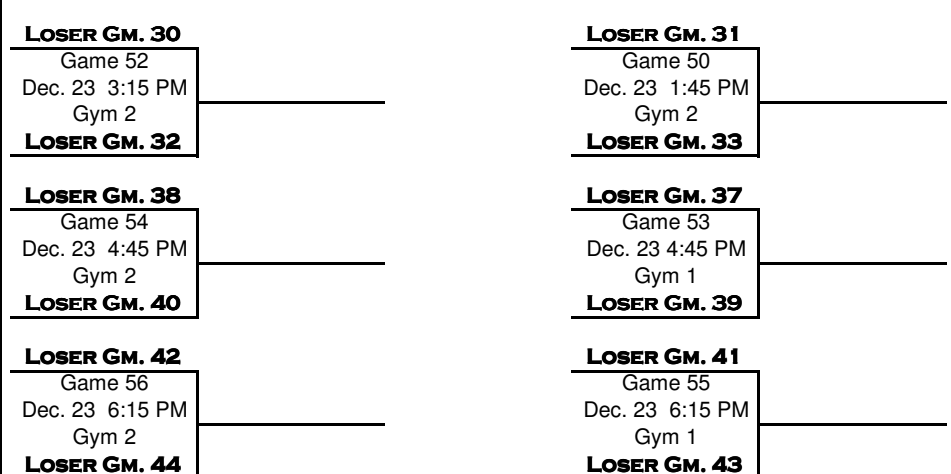 LOSER GM. 30
Game 52
Dec. 23 3:15 PM
Gym 2
LOSER GM. 32
LOSER GM. 31
Game 50
Dec. 23 1:45 PM
Gym 2
LOSER GM. 33
LOSER GM. 38
Game 54
Dec. 23 4:45 PM
Gym 2
LOSER GM. 40
LOSER GM. 37
Game 53
Dec. 23 4:45 PM
Gym 1
LOSER GM. 39
LOSER GM. 42
Game 56
Dec. 23 6:15 PM
Gym 2
LOSER GM. 44
LOSER GM. 41
Game 55
Dec. 23 6:15 PM
Gym 1
LOSER GM. 43